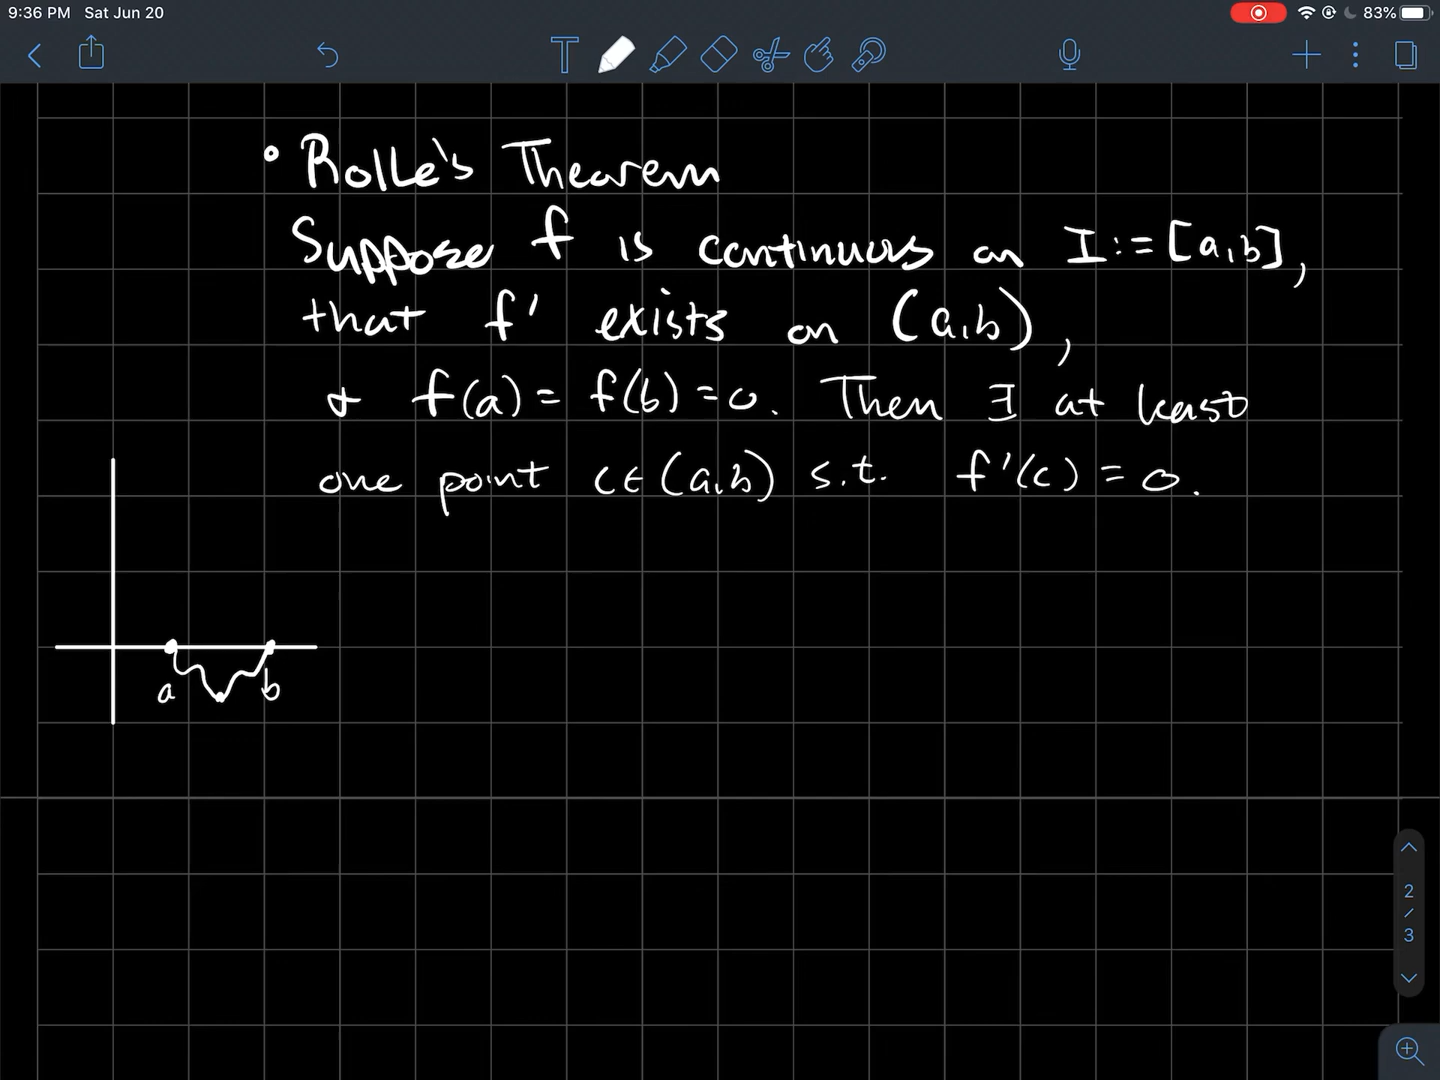 9:36 PM Sat Jun 20
83%
• Rolle's Theorem
Suppose f is continuous on I := [a,b],
that f' exists on (a,b),
& f(a) = f(b) = 0. Then ∃ at least
one point c ∈ (a,b) s.t. f'(c) = 0.
a b
2
/
3